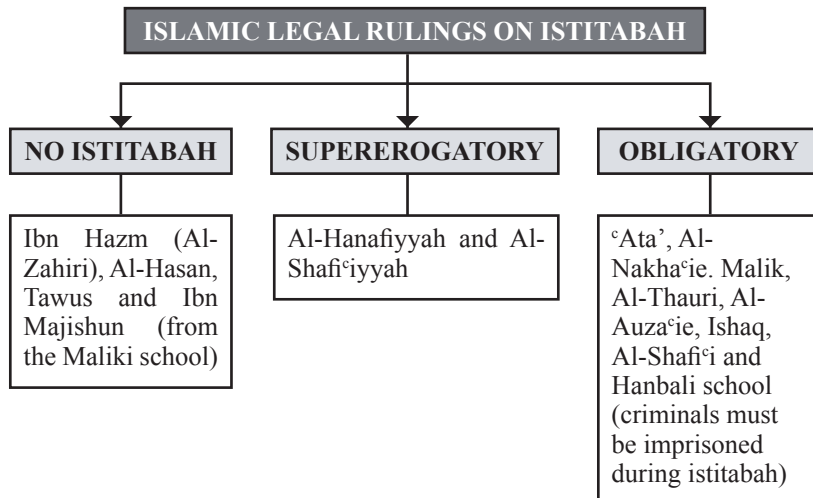 ISLAMIC LEGAL RULINGS ON ISTITABAH
NO ISTITABAH
SUPEREROGATORY
OBLIGATORY
Ibn Hazm (Al-
Zahiri), Al-Hasan,
Tawus and Ibn
Majishun (from
the Maliki school)
Al-Hanafiyyah and Al-
Shafiᶜiyyah
ᶜAta’, Al-
Nakhaᶜie. Malik,
Al-Thauri, Al-
Auzaᶜie, Ishaq,
Al-Shafiᶜi and
Hanbali school
(criminals must
be imprisoned
during istitabah)